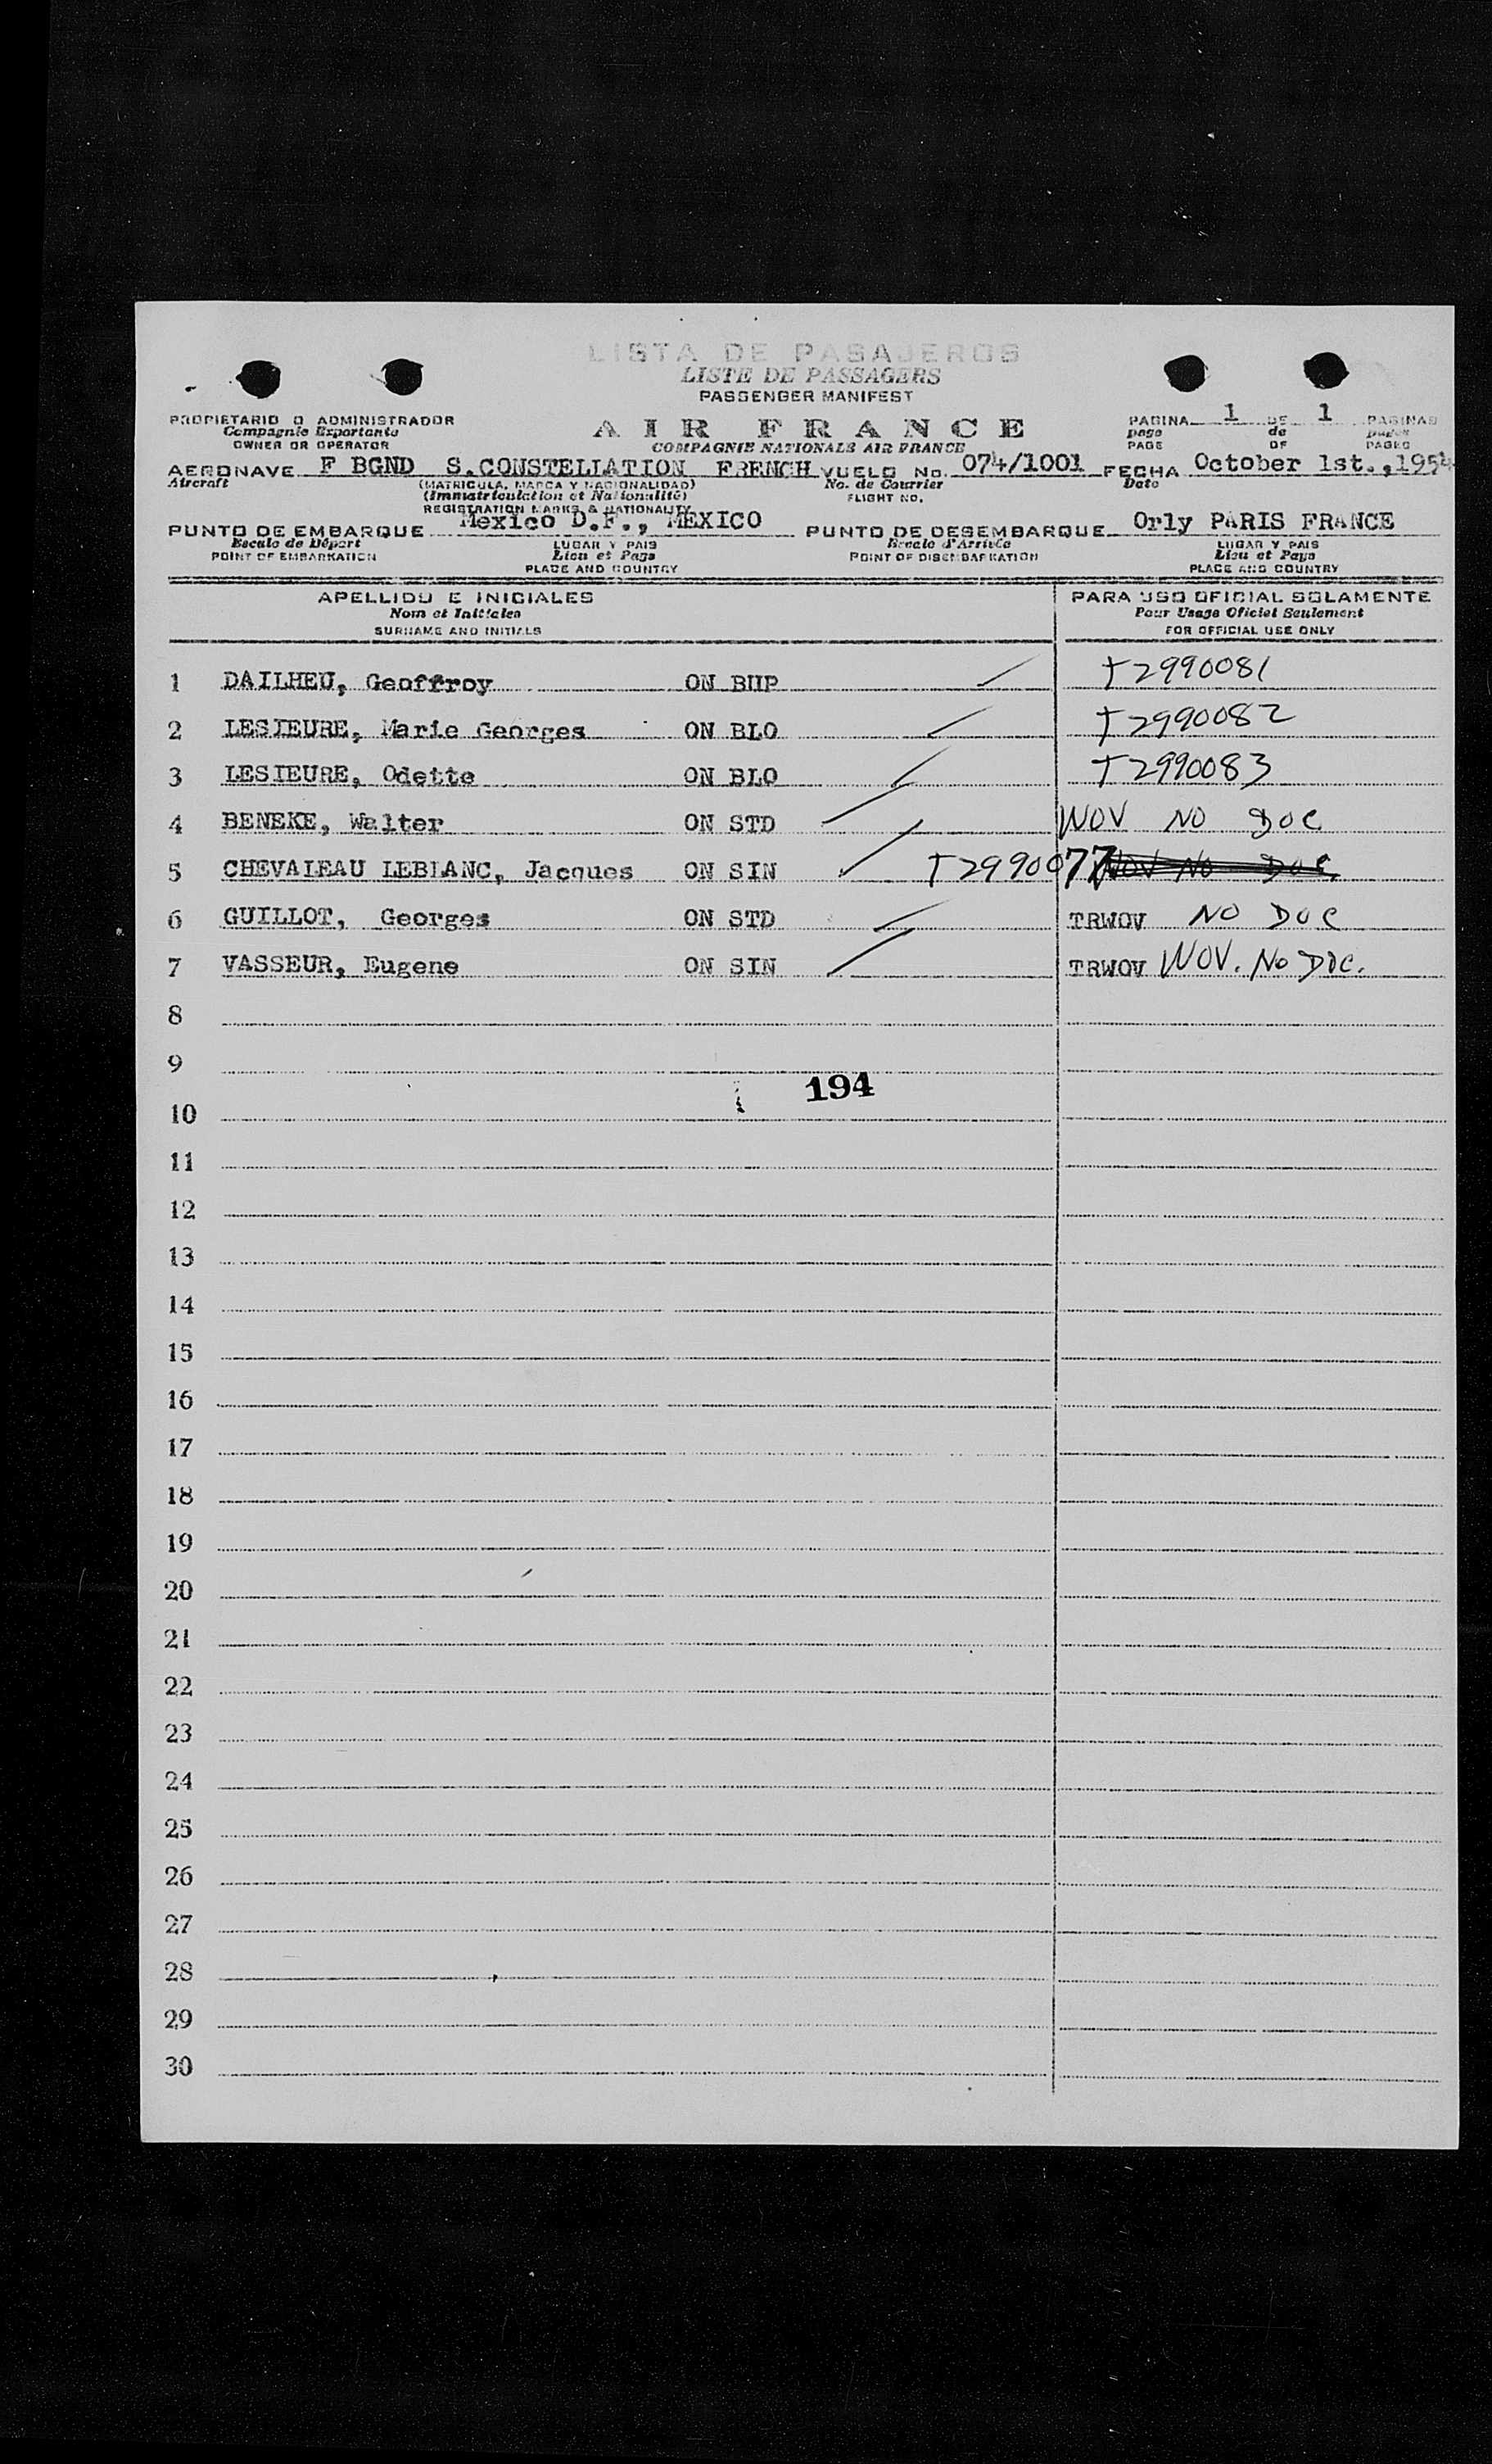 LISTA DE PASAJEROS
LISTE DE PASSAGERS
PASSENGER MANIFEST
PROPIETARIO O ADMINISTRADOR
Compagnie Exportante
OWNER OR OPERATOR
AIR FRANCE
COMPAGNIE NATIONALE AIR FRANCE
PAGINA 1 DE 1 PAGINAS
page de pages
PAGE OF PAGES
AERONAVE F BGND S.CONSTELLATION FRENCH VUELO No. 074/1001 FECHA October 1st.,1954
Aircraft (MATRICULA, MARCA Y NACIONALIDAD) No. de Courrier Date
(Immatriculation et Nationalité) FLIGHT NO.
REGISTRATION MARKS & NATIONALITY
PUNTO DE EMBARQUE Mexico D.F., MEXICO PUNTO DE DESEMBARQUE Orly PARIS FRANCE
Escale de Départ LUGAR Y PAIS Escale d'Arrivée LUGAR Y PAIS
POINT OF EMBARKATION Lieu et Pays POINT OF DISEMBARKATION Lieu et Pays
PLACE AND COUNTRY PLACE AND COUNTRY
APELLIDO E INICIALES PARA USO OFICIAL SOLAMENTE
Nom et Initiales Pour Usage Oficiel Seulement
SURNAME AND INITIALS FOR OFFICIAL USE ONLY
1 DAILHEU, Geoffroy ON BUP T2990081
2 LESIEURE, Marie Georges ON BLO T2990082
3 LESIEURE, Odette ON BLO T2990083
4 BENEKE, Walter ON STD WOV NO DOC
5 CHEVALEAU LEBLANC, Jacques ON SIN T2990077 WOV NO DOC
6 GUILLOT, Georges ON STD TRWOV NO DOC
7 VASSEUR, Eugene ON SIN TRWOV WOV. NO DOC.
8
9
194
10
11
12
13
14
15
16
17
18
19
20
21
22
23
24
25
26
27
28
29
30